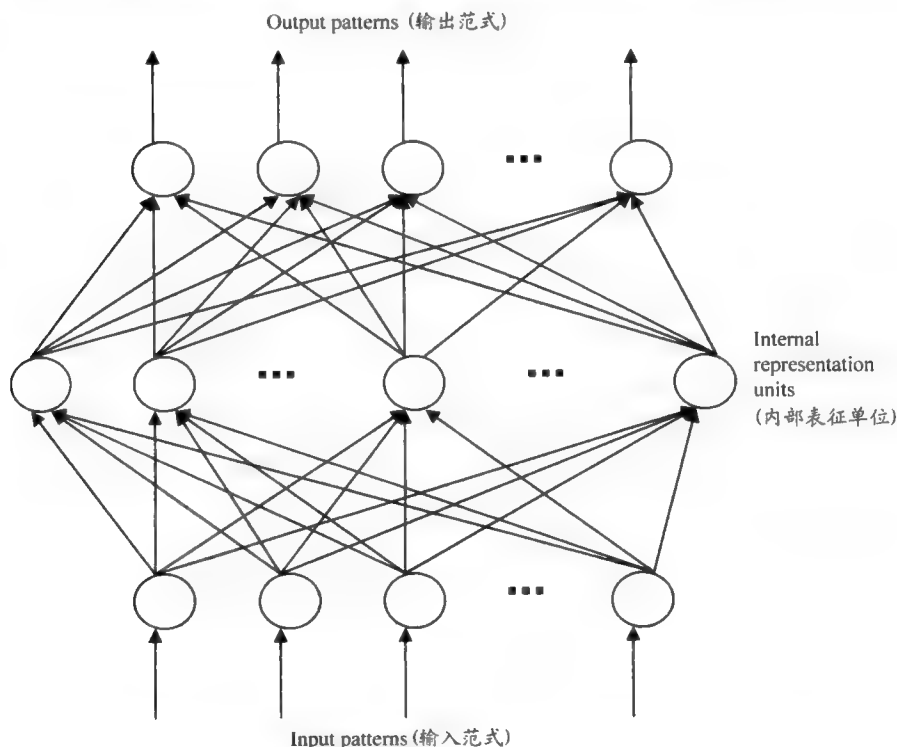 Output patterns (输出范式)
Internal
representation
units
(内部表征单位)
Input patterns (输入范式)